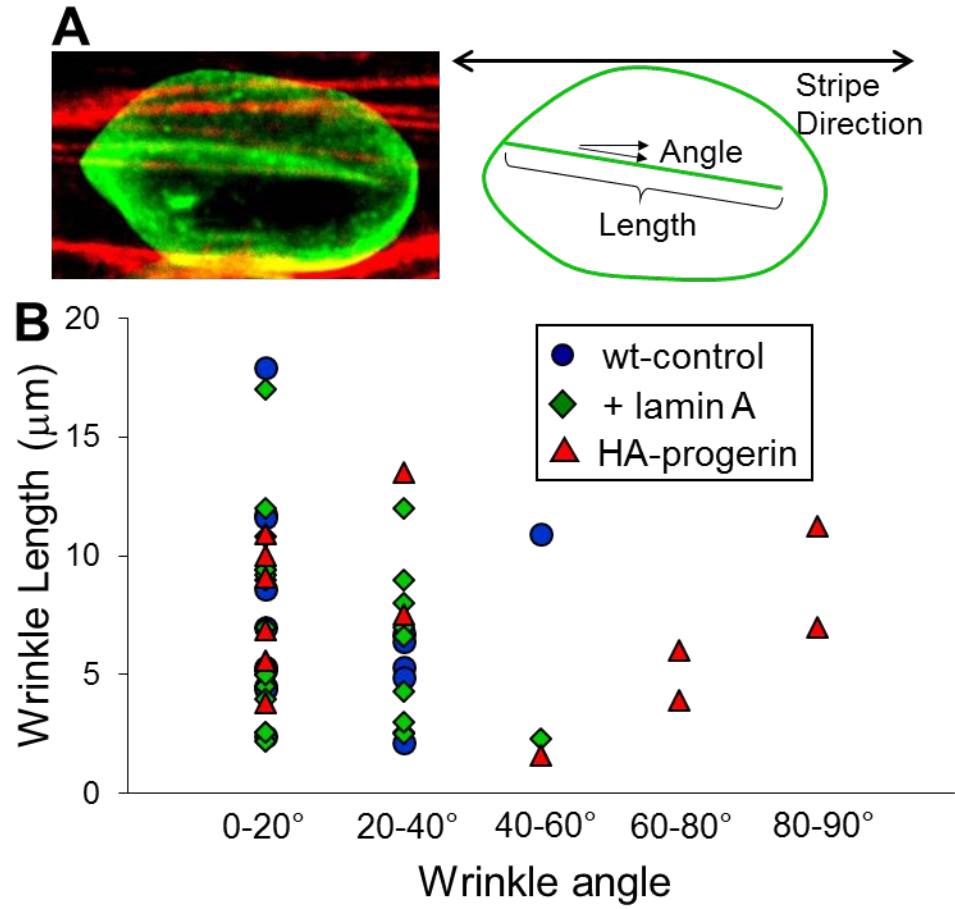 A
Stripe
Direction
Angle
Length
B
20
15
10
5
0
Wrinkle Length (μm)
wt-control
+ lamin A
HA-progerin
0-20°
20-40°
40-60°
60-80°
80-90°
Wrinkle angle